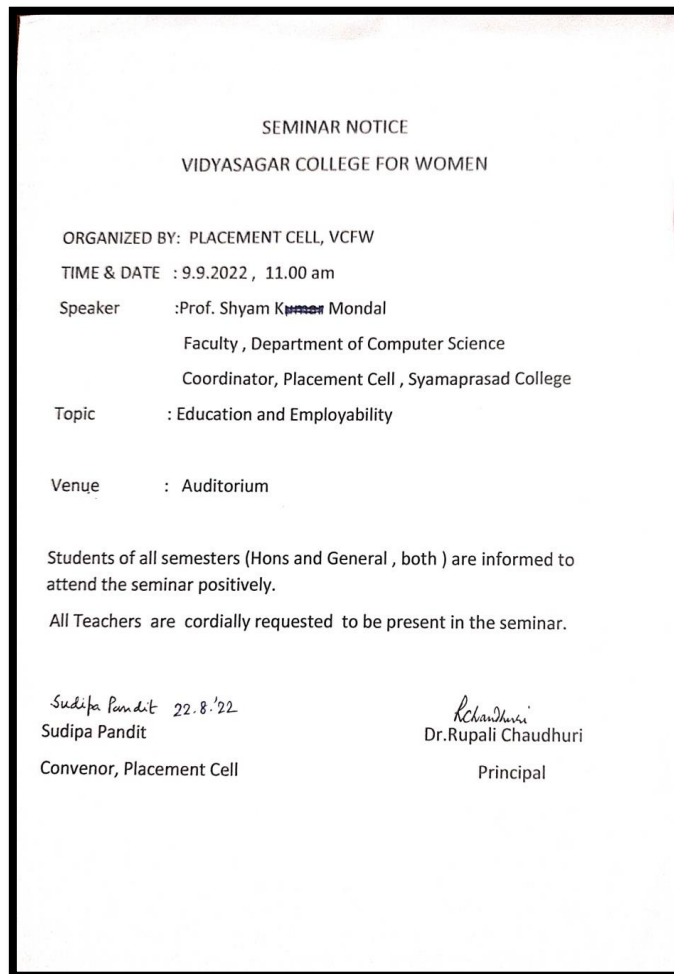 SEMINAR NOTICE
VIDYASAGAR COLLEGE FOR WOMEN
ORGANIZED BY: PLACEMENT CELL, VCFW
TIME & DATE : 9.9.2022 , 11.00 am
Speaker :Prof. Shyam Kumar Mondal
Faculty , Department of Computer Science
Coordinator, Placement Cell , Syamaprasad College
Topic : Education and Employability
Venue : Auditorium
Students of all semesters (Hons and General , both ) are informed to
attend the seminar positively.
All Teachers are cordially requested to be present in the seminar.
Sudipa Pandit 22.8.'22
RChaudhuri
Sudipa Pandit
Dr.Rupali Chaudhuri
Convenor, Placement Cell
Principal